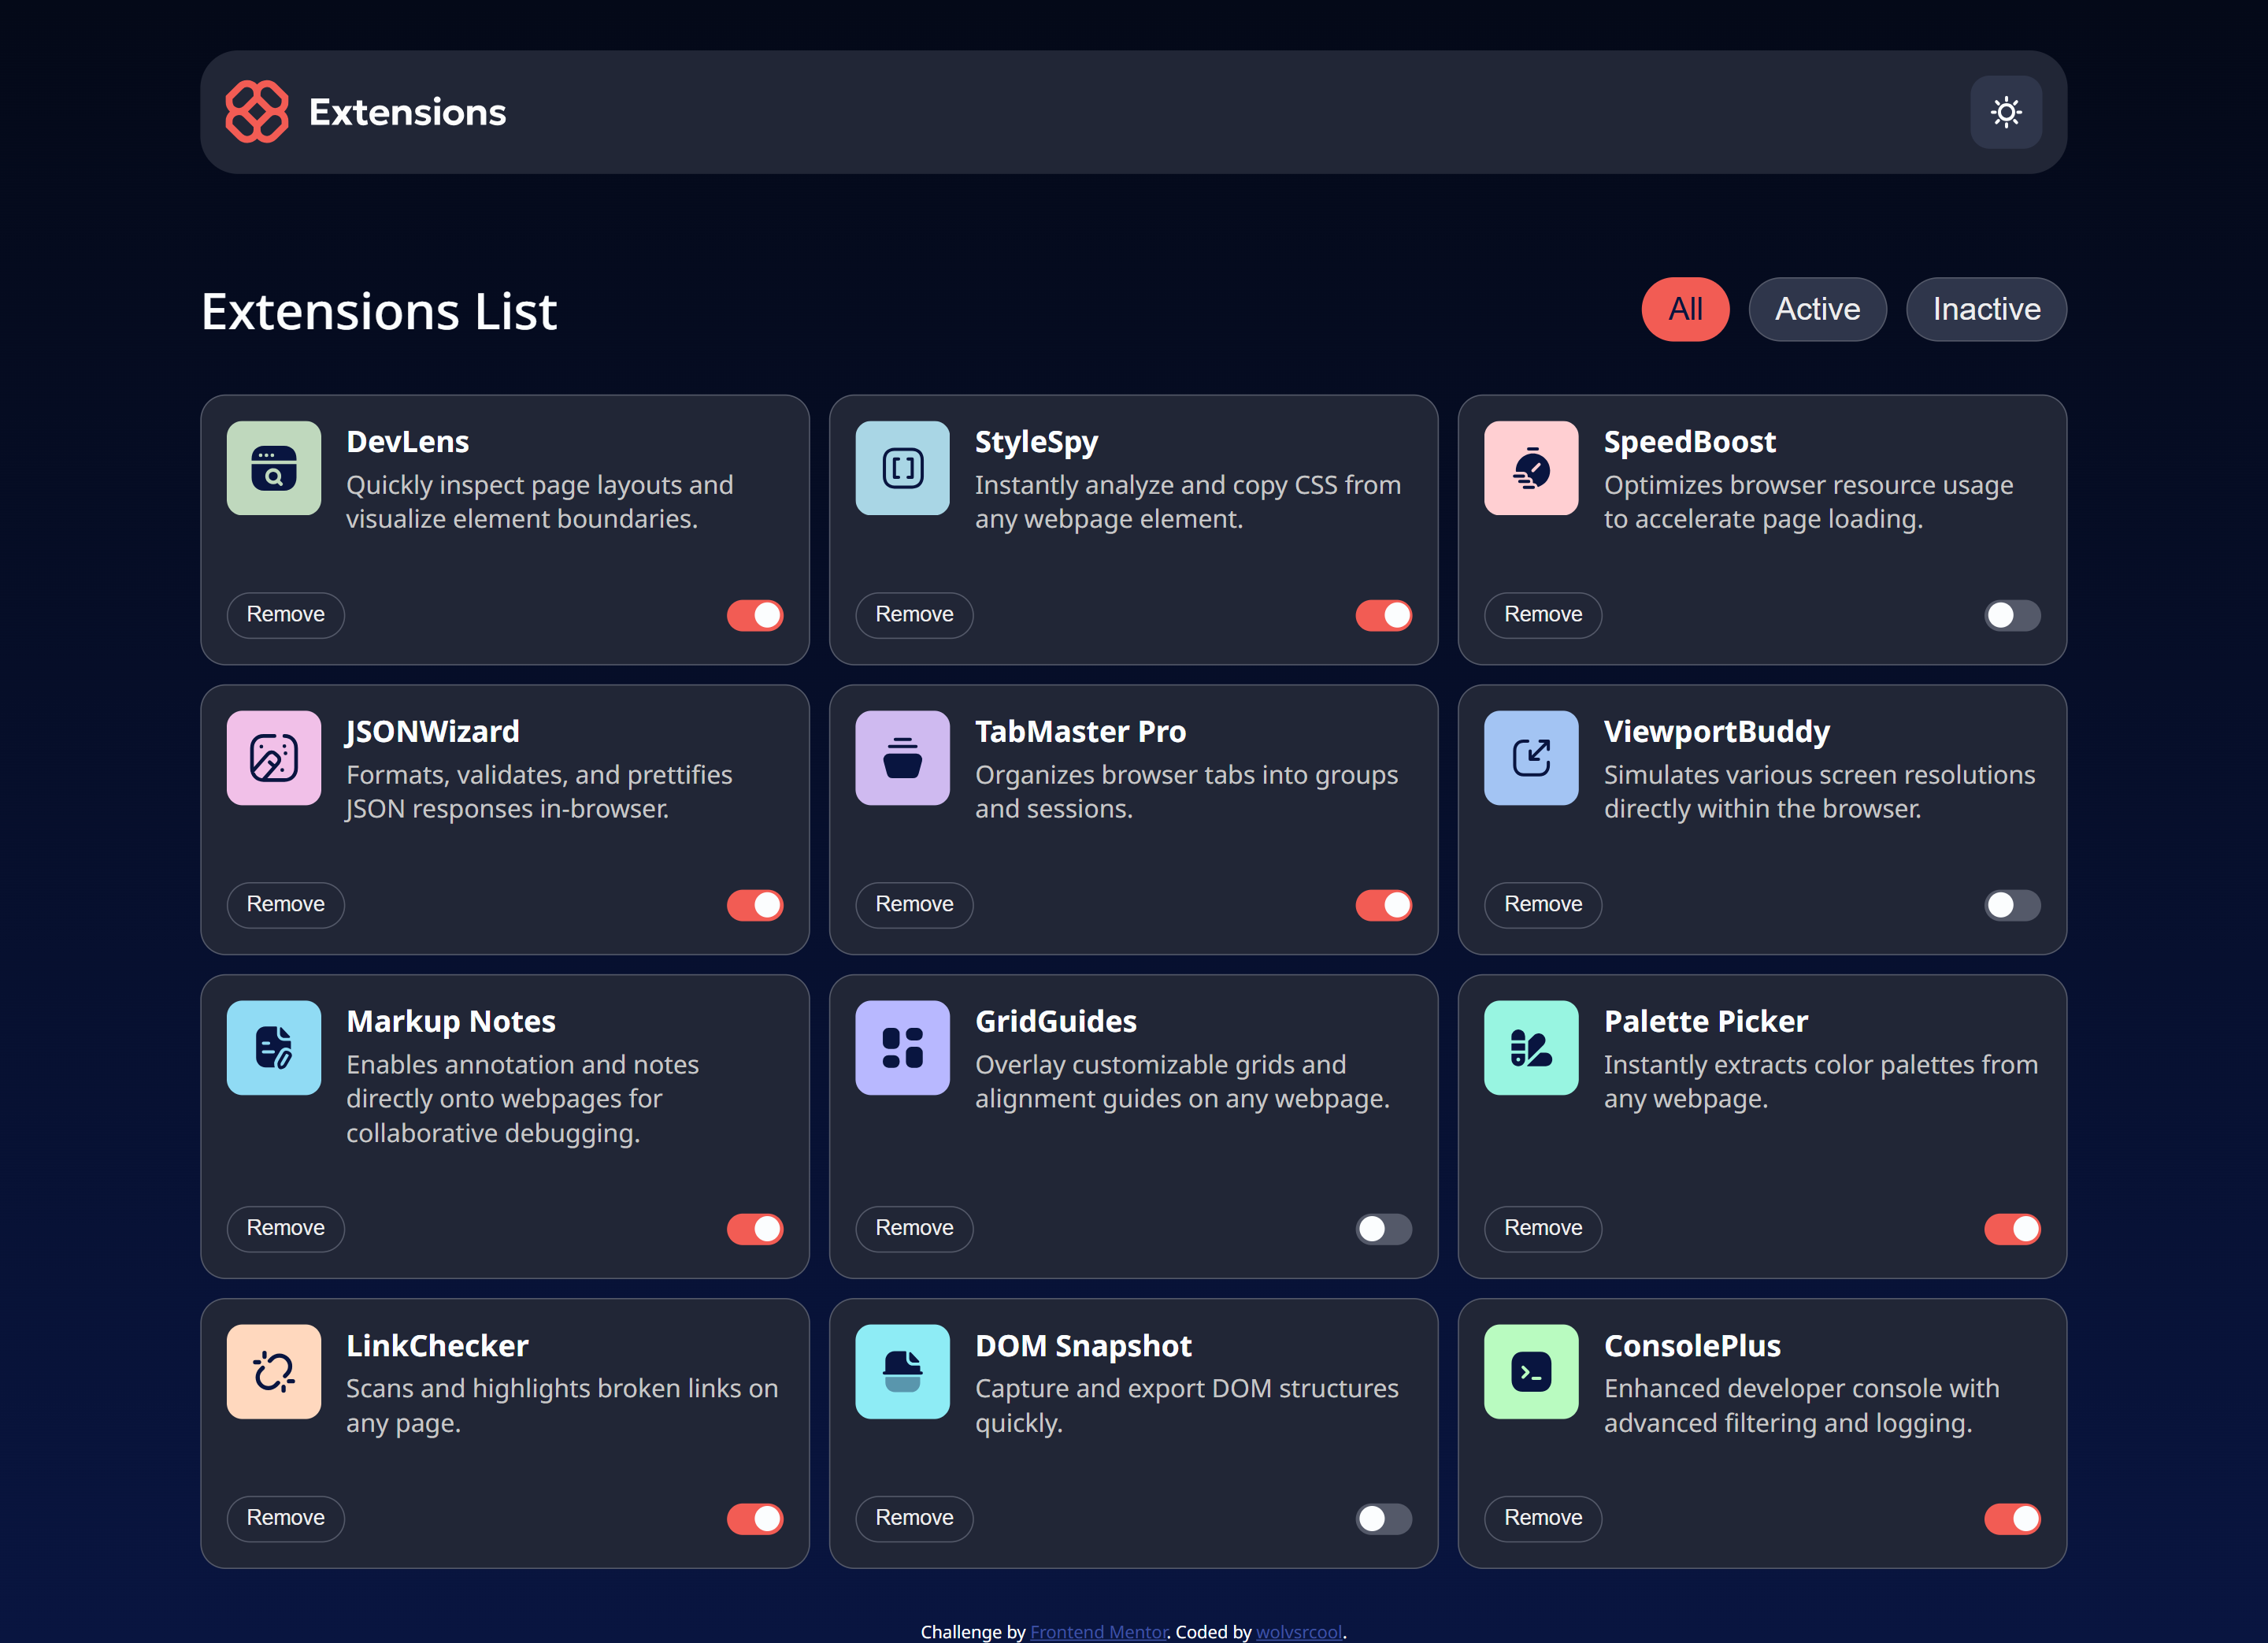 Extensions
Extensions List
All
Active
Inactive
DevLens
Quickly inspect page layouts and
visualize element boundaries.
Remove
StyleSpy
Instantly analyze and copy CSS from
any webpage element.
Remove
SpeedBoost
Optimizes browser resource usage
to accelerate page loading.
Remove
JSONWizard
Formats, validates, and prettifies
JSON responses in-browser.
Remove
TabMaster Pro
Organizes browser tabs into groups
and sessions.
Remove
ViewportBuddy
Simulates various screen resolutions
directly within the browser.
Remove
Markup Notes
Enables annotation and notes
directly onto webpages for
collaborative debugging.
Remove
GridGuides
Overlay customizable grids and
alignment guides on any webpage.
Remove
Palette Picker
Instantly extracts color palettes from
any webpage.
Remove
LinkChecker
Scans and highlights broken links on
any page.
Remove
DOM Snapshot
Capture and export DOM structures
quickly.
Remove
ConsolePlus
Enhanced developer console with
advanced filtering and logging.
Remove
Challenge by Frontend Mentor. Coded by wolvsrcool.